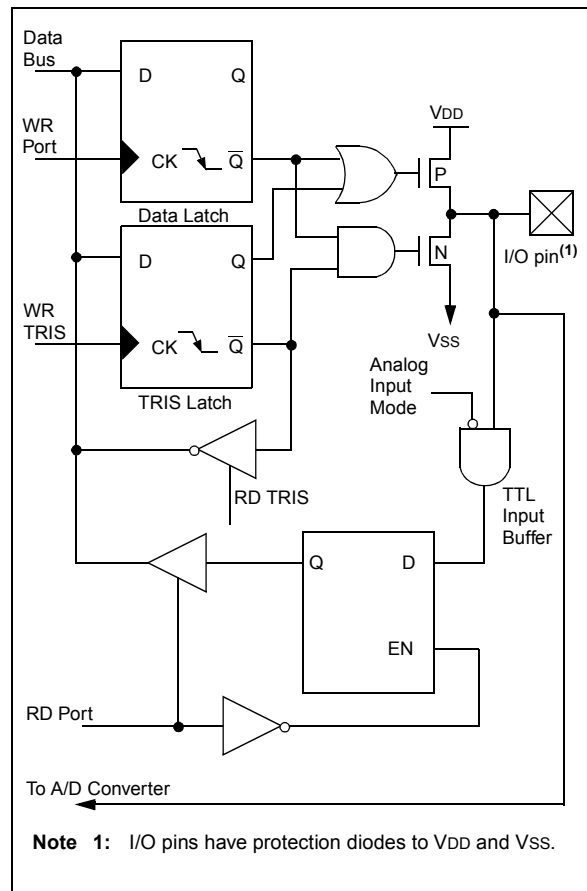 Data
Bus
D
Q
WR
Port
CK
Q
VDD
P
Data Latch
I/O pin(1)
D
Q
N
WR
TRIS
CK
Q
VSS
TRIS Latch
Analog
Input
Mode
RD TRIS
TTL
Input
Buffer
Q
D
EN
RD Port
To A/D Converter
Note 1: I/O pins have protection diodes to VDD and VSS.